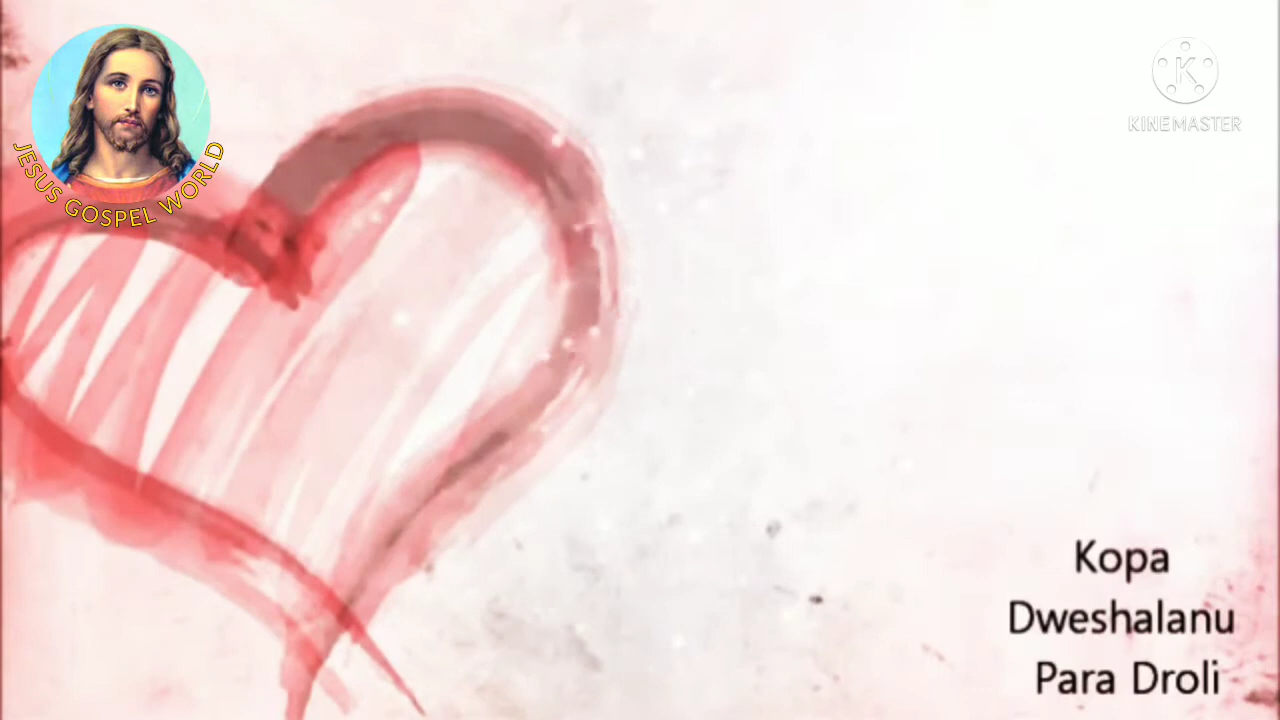 JESUS GOSPEL WORLD
K
KINEMASTER
Kopa
Dweshalanu
Para Droli